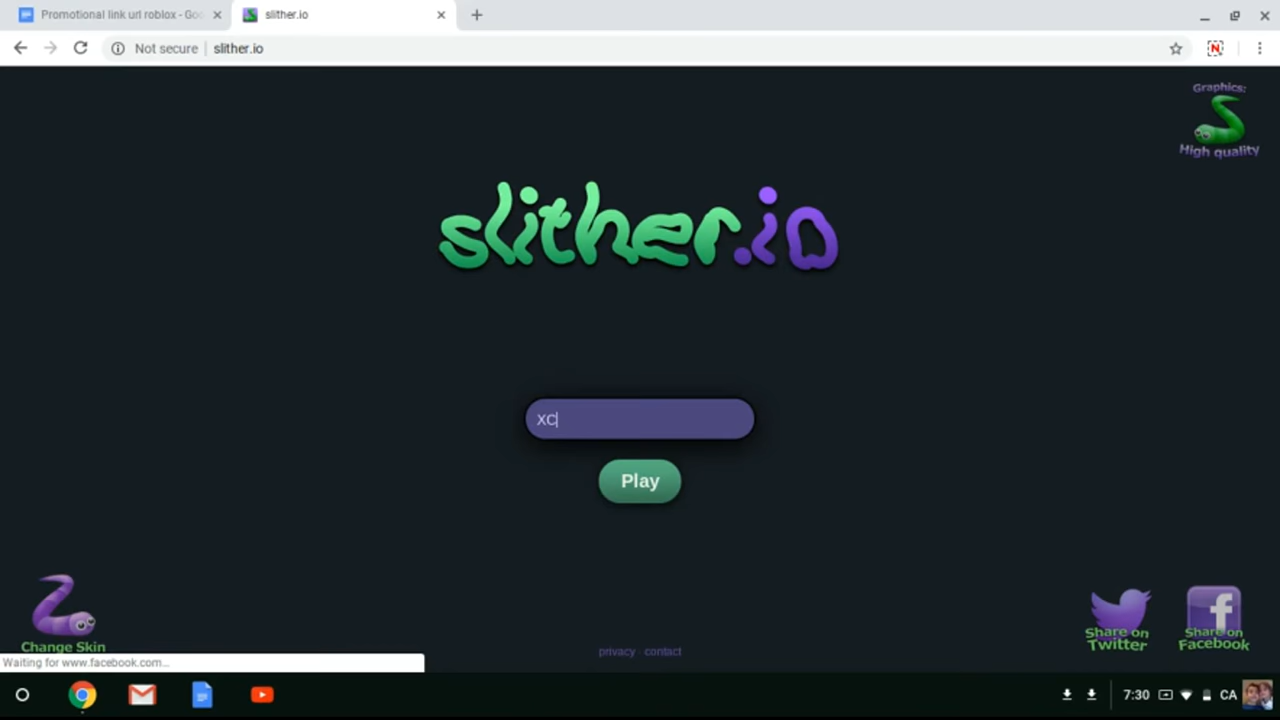 Promotional link url roblox - Goo
slither.io
Not secure
slither.io
N
Graphics:
High quality
slither.io
xc
Play
Change Skin
Share on
Twitter
f
Share on
Facebook
privacy · contact
Waiting for www.facebook.com...
7:30
CA